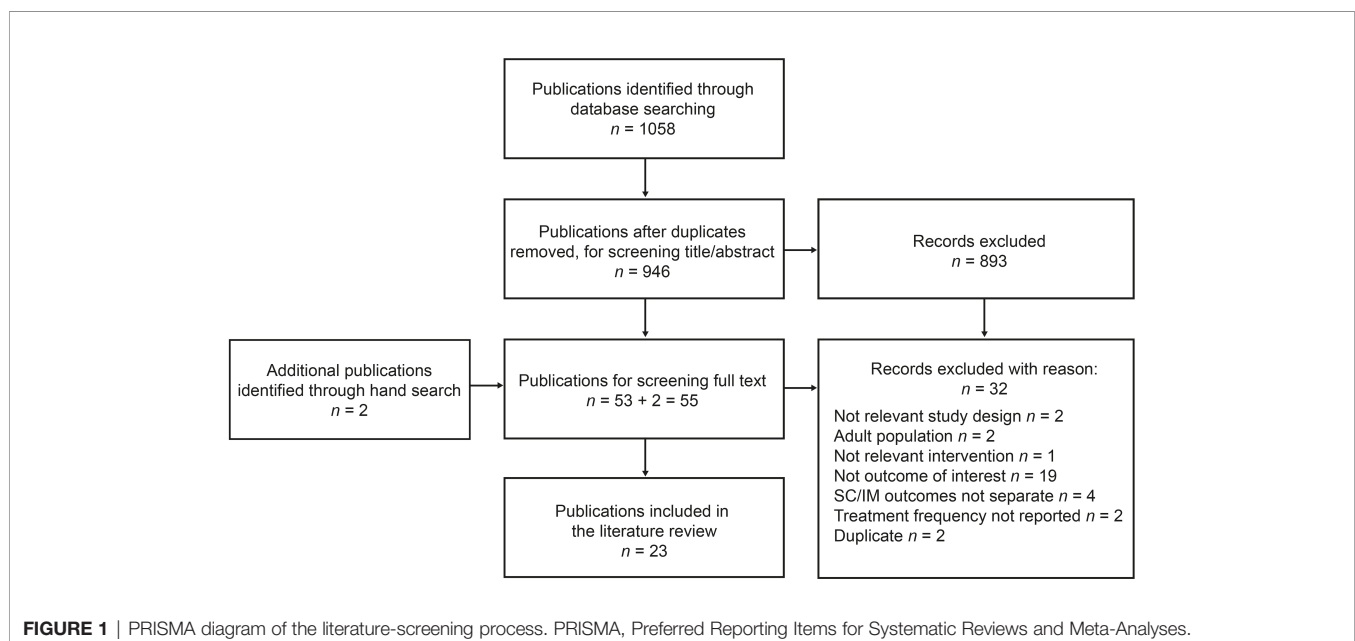 Publications identified through
database searching
n = 1058
Publications after duplicates
removed, for screening title/abstract
n = 946
Records excluded
n = 893
Additional publications
identified through hand search
n = 2
Publications for screening full text
n = 53 + 2 = 55
Records excluded with reason:
n = 32
Not relevant study design n = 2
Adult population n = 2
Not relevant intervention n = 1
Not outcome of interest n = 19
SC/IM outcomes not separate n = 4
Treatment frequency not reported n = 2
Duplicate n = 2
Publications included in
the literature review
n = 23
FIGURE 1 | PRISMA diagram of the literature-screening process. PRISMA, Preferred Reporting Items for Systematic Reviews and Meta-Analyses.